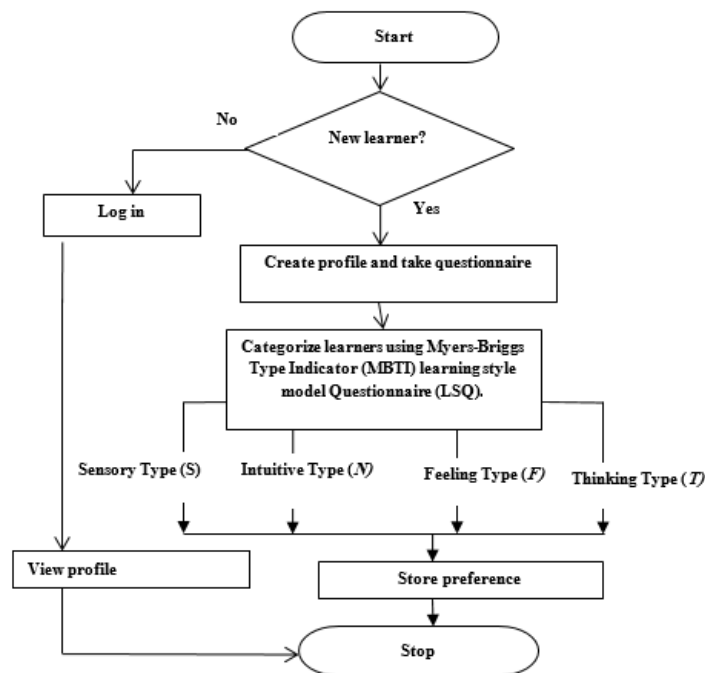 Start
No
New learner?
Log in
Yes
Create profile and take questionnaire
Categorize learners using Myers-Briggs
Type Indicator (MBTI) learning style
model Questionnaire (LSQ).
Sensory Type (S)
Intuitive Type (N)
Feeling Type (F)
Thinking Type (T)
View profile
Store preference
Stop